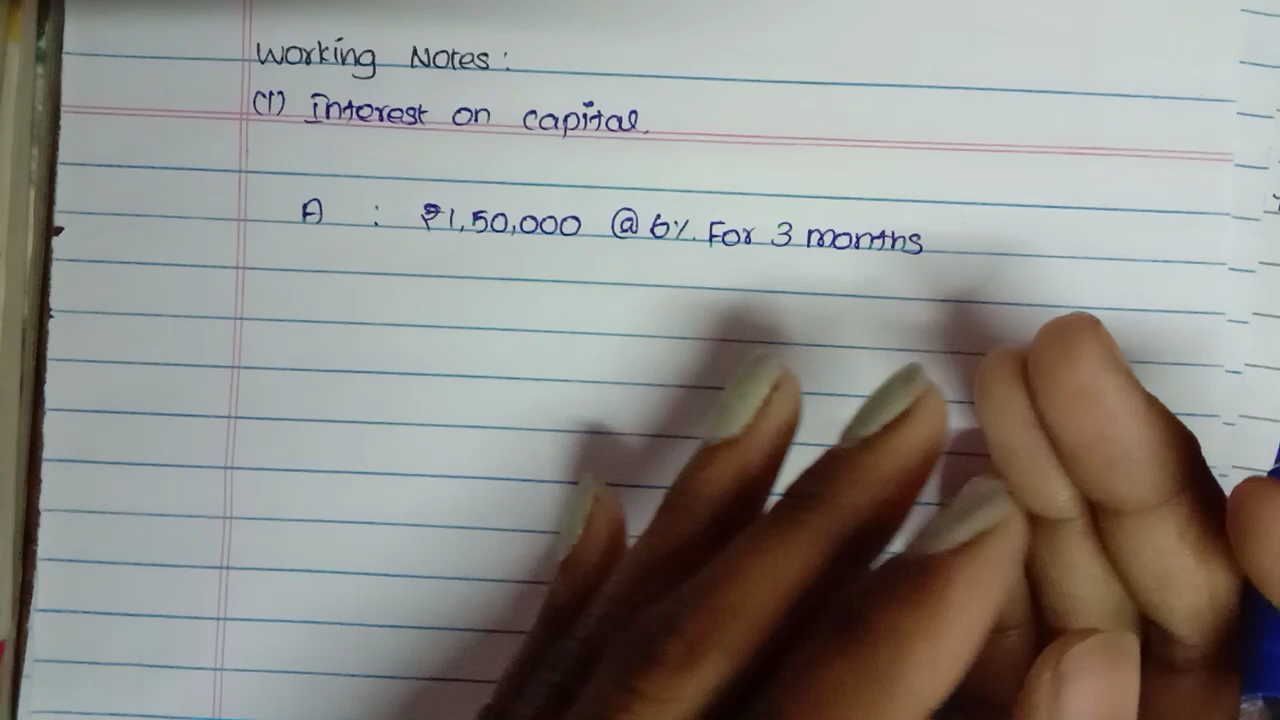 Working Notes:
(1) Interest on capital
A : ₹1,50,000 @ 6% For 3 months